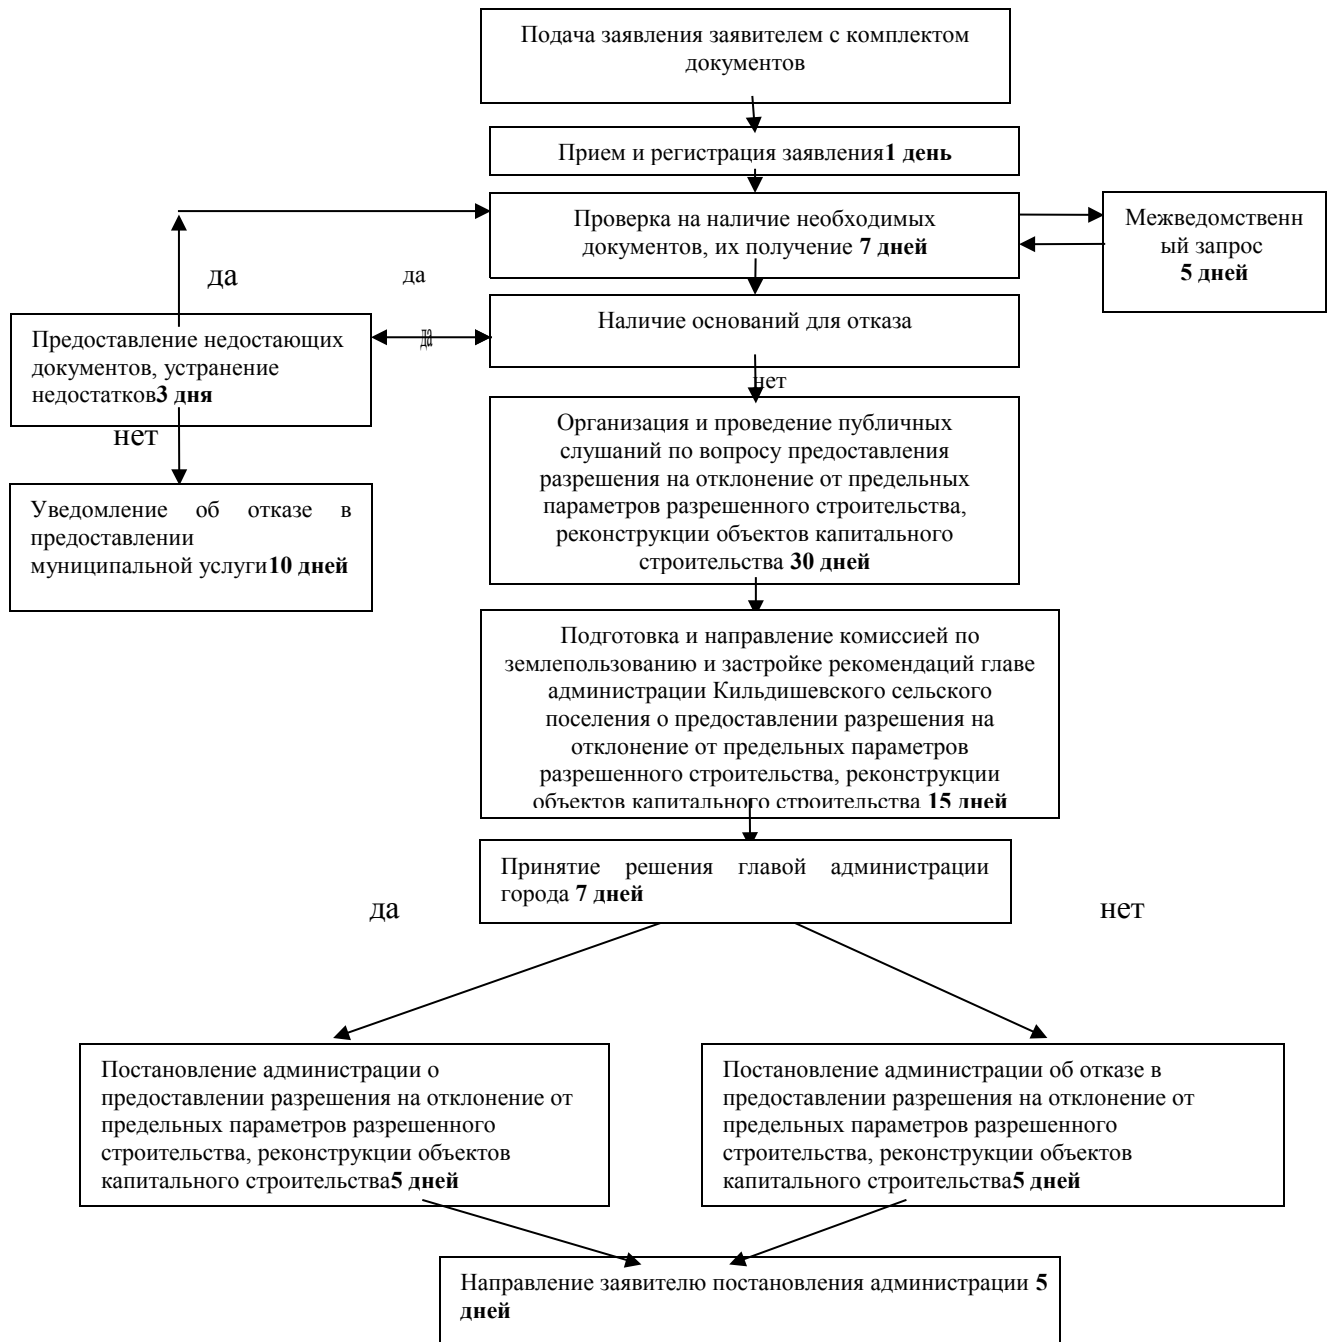 Подача заявления заявителем с комплектом
документов
Прием и регистрация заявления1 день
Проверка на наличие необходимых
документов, их получение 7 дней
Межведомственн
ый запрос
5 дней
да
да
Наличие оснований для отказа
Предоставление недостающих
документов, устранение
недостатков3 дня
да
нет
нет
Организация и проведение публичных
слушаний по вопросу предоставления
разрешения на отклонение от предельных
параметров разрешенного строительства,
реконструкции объектов капитального
строительства 30 дней
Уведомление об отказе в
предоставлении
муниципальной услуги10 дней
Подготовка и направление комиссией по
землепользованию и застройке рекомендаций главе
администрации Кильдишевского сельского
поселения о предоставлении разрешения на
отклонение от предельных параметров
разрешенного строительства, реконструкции
объектов капитального строительства 15 дней
Принятие решения главой администрации
города 7 дней
да
нет
Постановление администрации о
предоставлении разрешения на отклонение от
предельных параметров разрешенного
строительства, реконструкции объектов
капитального строительства5 дней
Постановление администрации об отказе в
предоставлении разрешения на отклонение от
предельных параметров разрешенного
строительства, реконструкции объектов
капитального строительства5 дней
Направление заявителю постановления администрации 5
дней